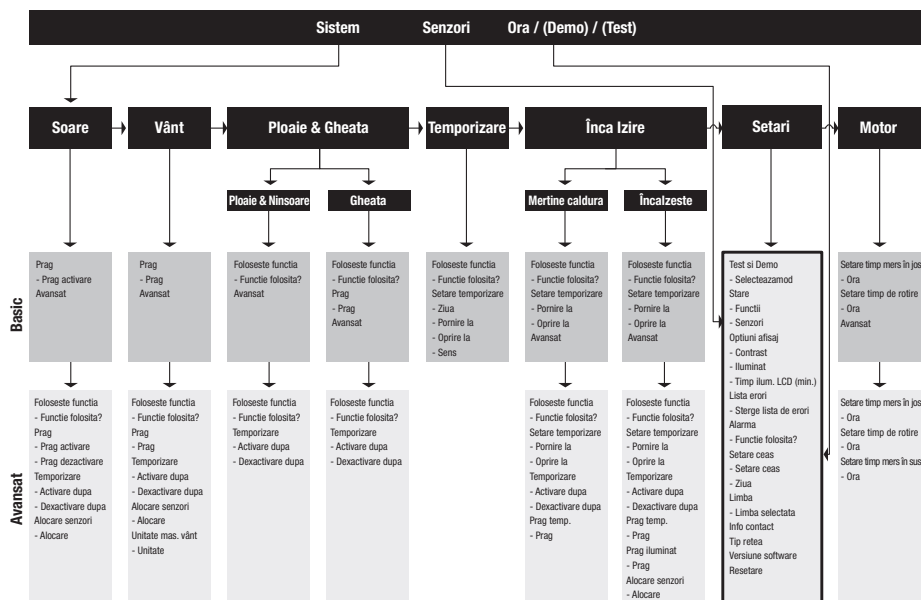 Sistem Senzori Ora / (Demo) / (Test)
Soare Vânt Ploaie & Gheata Temporizare Înca Izire Setari Motor
Ploaie & Ninsoare Gheata Mertine caldura Încalzeste
Basic
Prag
- Prag activare
Avansat
Prag
- Prag
Avansat
Foloseste functia
- Functie folosita?
Avansat
Foloseste functia
- Functie folosita?
Prag
- Prag
Avansat
Foloseste functia
- Functie folosita?
Setare temporizare
- Ziua
- Pornire la
- Oprire la
- Sens
Foloseste functia
- Functie folosita?
Setare temporizare
- Pornire la
- Oprire la
Avansat
Foloseste functia
- Functie folosita?
Setare temporizare
- Pornire la
- Oprire la
Avansat
Test si Demo
- Selecteazamod
Stare
- Functii
- Senzori
Optiuni afisaj
- Contrast
- Iluminat
- Timp ilum. LCD (min.)
Lista erori
- Sterge lista de erori
Alarma
- Functie folosita?
Setare ceas
- Setare ceas
- Ziua
Limba
- Limba selectata
Info contact
Tip retea
Versiune software
Resetare
Setare timp mers în jos
- Ora
Setare timp de rotire
- Ora
Avansat
Avansat
Foloseste functia
- Functie folosita?
Prag
- Prag activare
- Prag dezactivare
Temporizare
- Activare dupa
- Dexactivare dupa
Alocare senzori
- Alocare
Foloseste functia
- Functie folosita?
Prag
- Prag
Temporizare
- Activare dupa
- Dexactivare dupa
Alocare senzori
- Alocare
Unitate mas. vânt
- Unitate
Foloseste functia
- Functie folosita?
Temporizare
- Activare dupa
- Dexactivare dupa
Foloseste functia
- Functie folosita?
Temporizare
- Activare dupa
- Dexactivare dupa
Foloseste functia
- Functie folosita?
Setare temporizare
- Pornire la
- Oprire la
Temporizare
- Activare dupa
- Dexactivare dupa
Prag temp.
- Prag
Foloseste functia
- Functie folosita?
Setare temporizare
- Pornire la
- Oprire la
Temporizare
- Activare dupa
- Dexactivare dupa
Prag temp.
- Prag
Prag iluminat
- Prag
Alocare senzori
- Alocare
Setare timp mers în jos
- Ora
Setare timp de rotire
- Ora
Setare timp mers în sus
- Ora